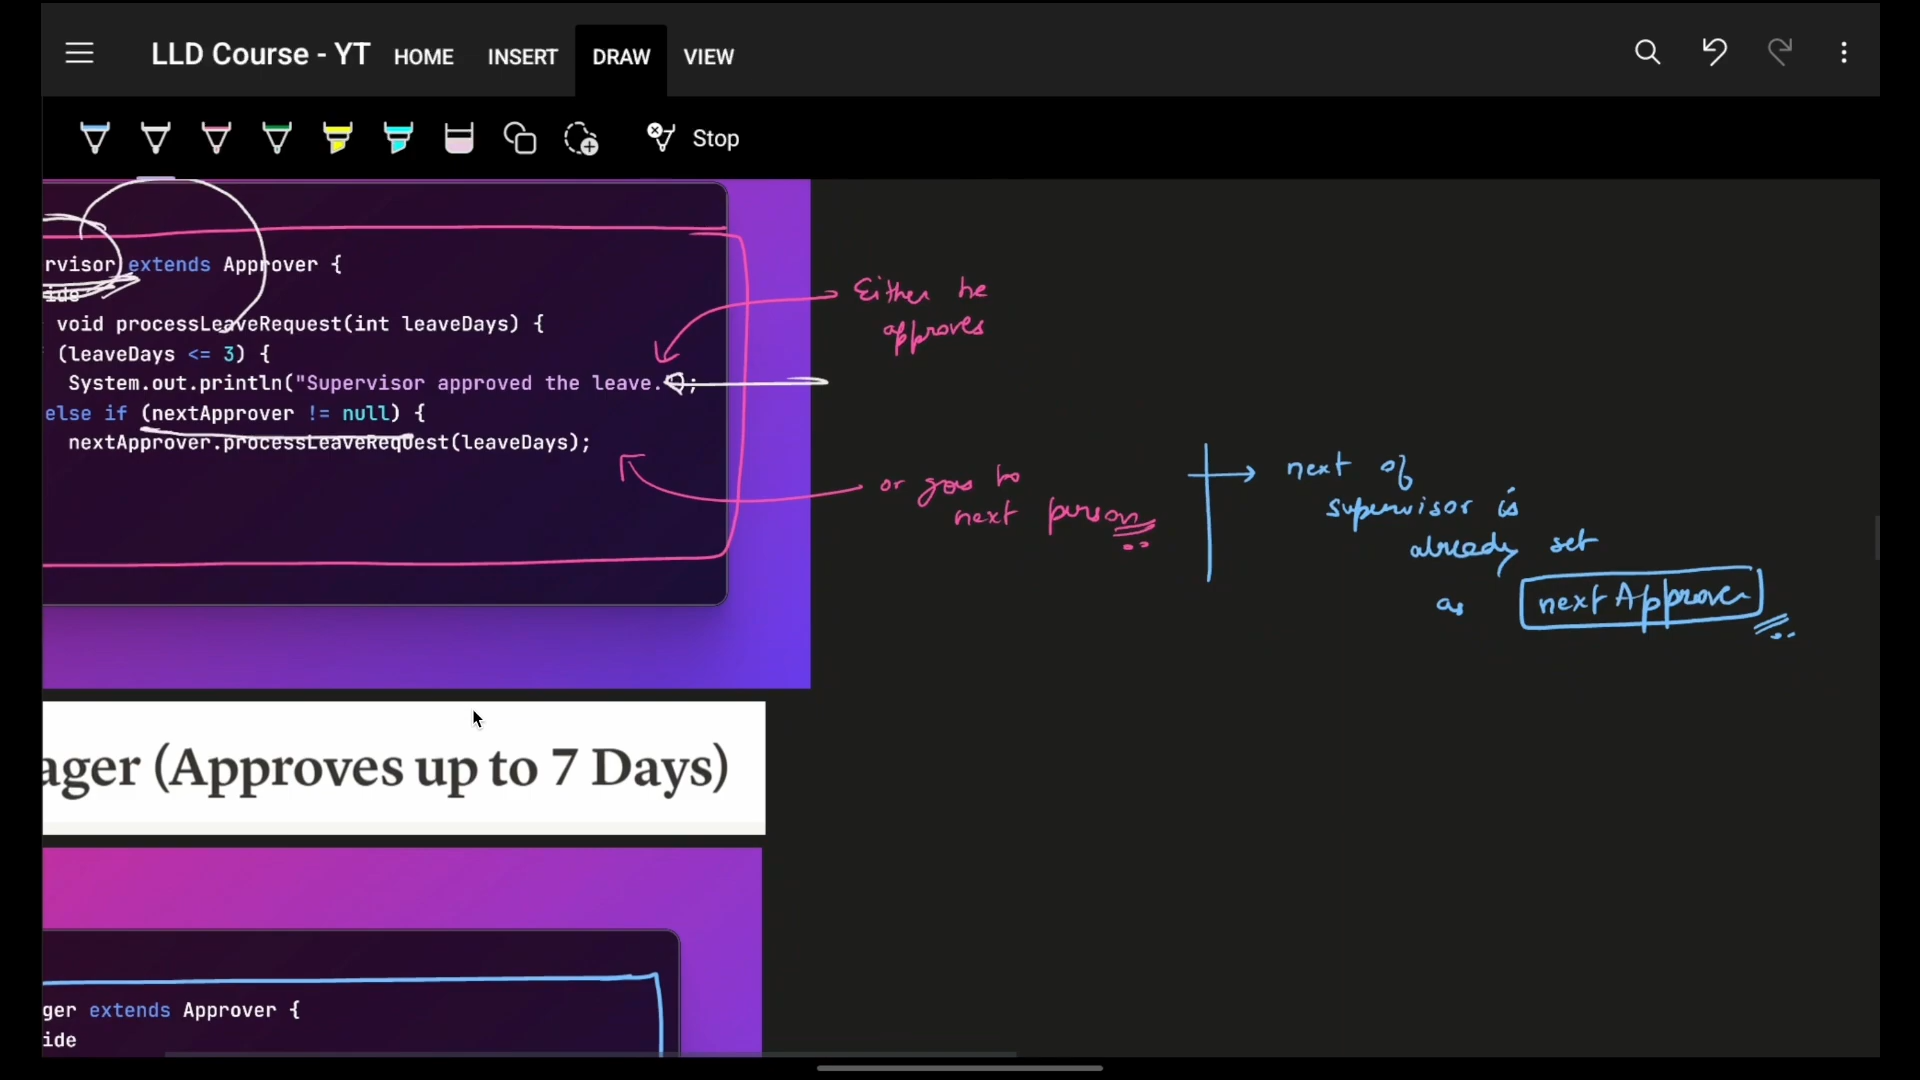 LLD Course - YT HOME INSERT DRAW VIEW
Stop
rvisor extends Approver {
ide
void processLeaveRequest(int leaveDays) {
(leaveDays <= 3) {
System.out.println("Supervisor approved the leave.");
else if (nextApprover != null) {
nextApprover.processLeaveRequest(leaveDays);
Either he
approves
or goes to
next person
next of
supervisor is
already set
as nextApprover
ager (Approves up to 7 Days)
ger extends Approver {
ide